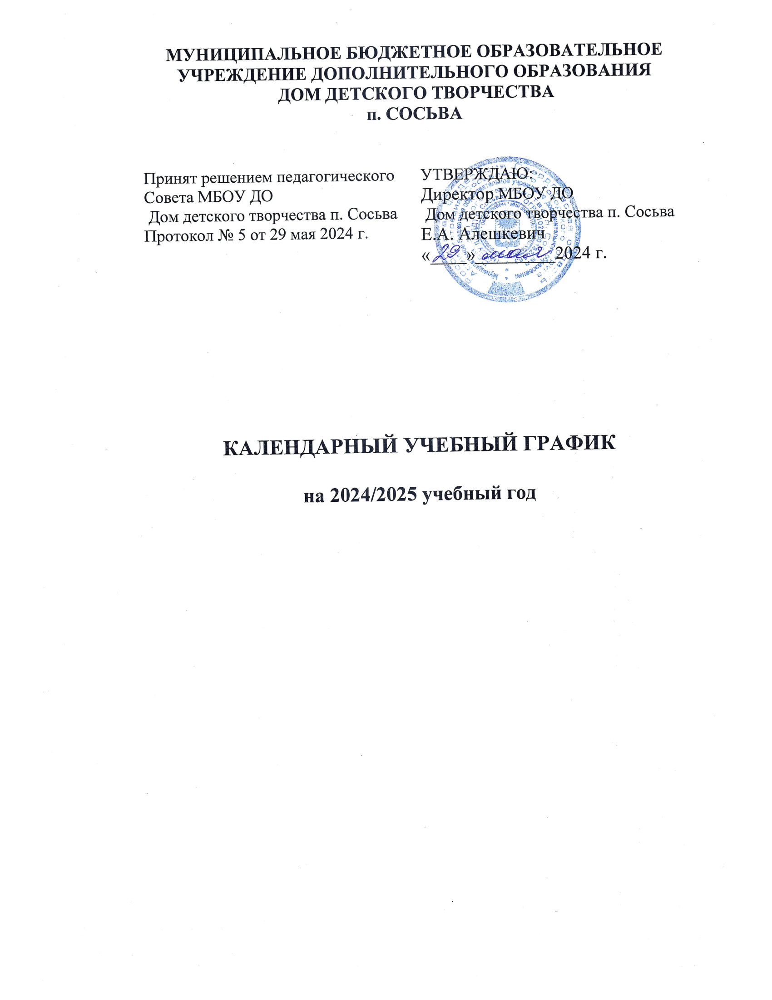 МУНИЦИПАЛЬНОЕ БЮДЖЕТНОЕ ОБРАЗОВАТЕЛЬНОЕ
УЧРЕЖДЕНИЕ ДОПОЛНИТЕЛЬНОГО ОБРАЗОВАНИЯ
ДОМ ДЕТСКОГО ТВОРЧЕСТВА
п. СОСЬВА
Принят решением педагогического
Совета МБОУ ДО
Дом детского творчества п. Сосьва
Протокол № 5 от 29 мая 2024 г.
УТВЕРЖДАЮ:
Директор МБОУ ДО
Дом детского творчества п. Сосьва
Е.А. Алешкевич
«29» мая 2024 г.
КАЛЕНДАРНЫЙ УЧЕБНЫЙ ГРАФИК
на 2024/2025 учебный год